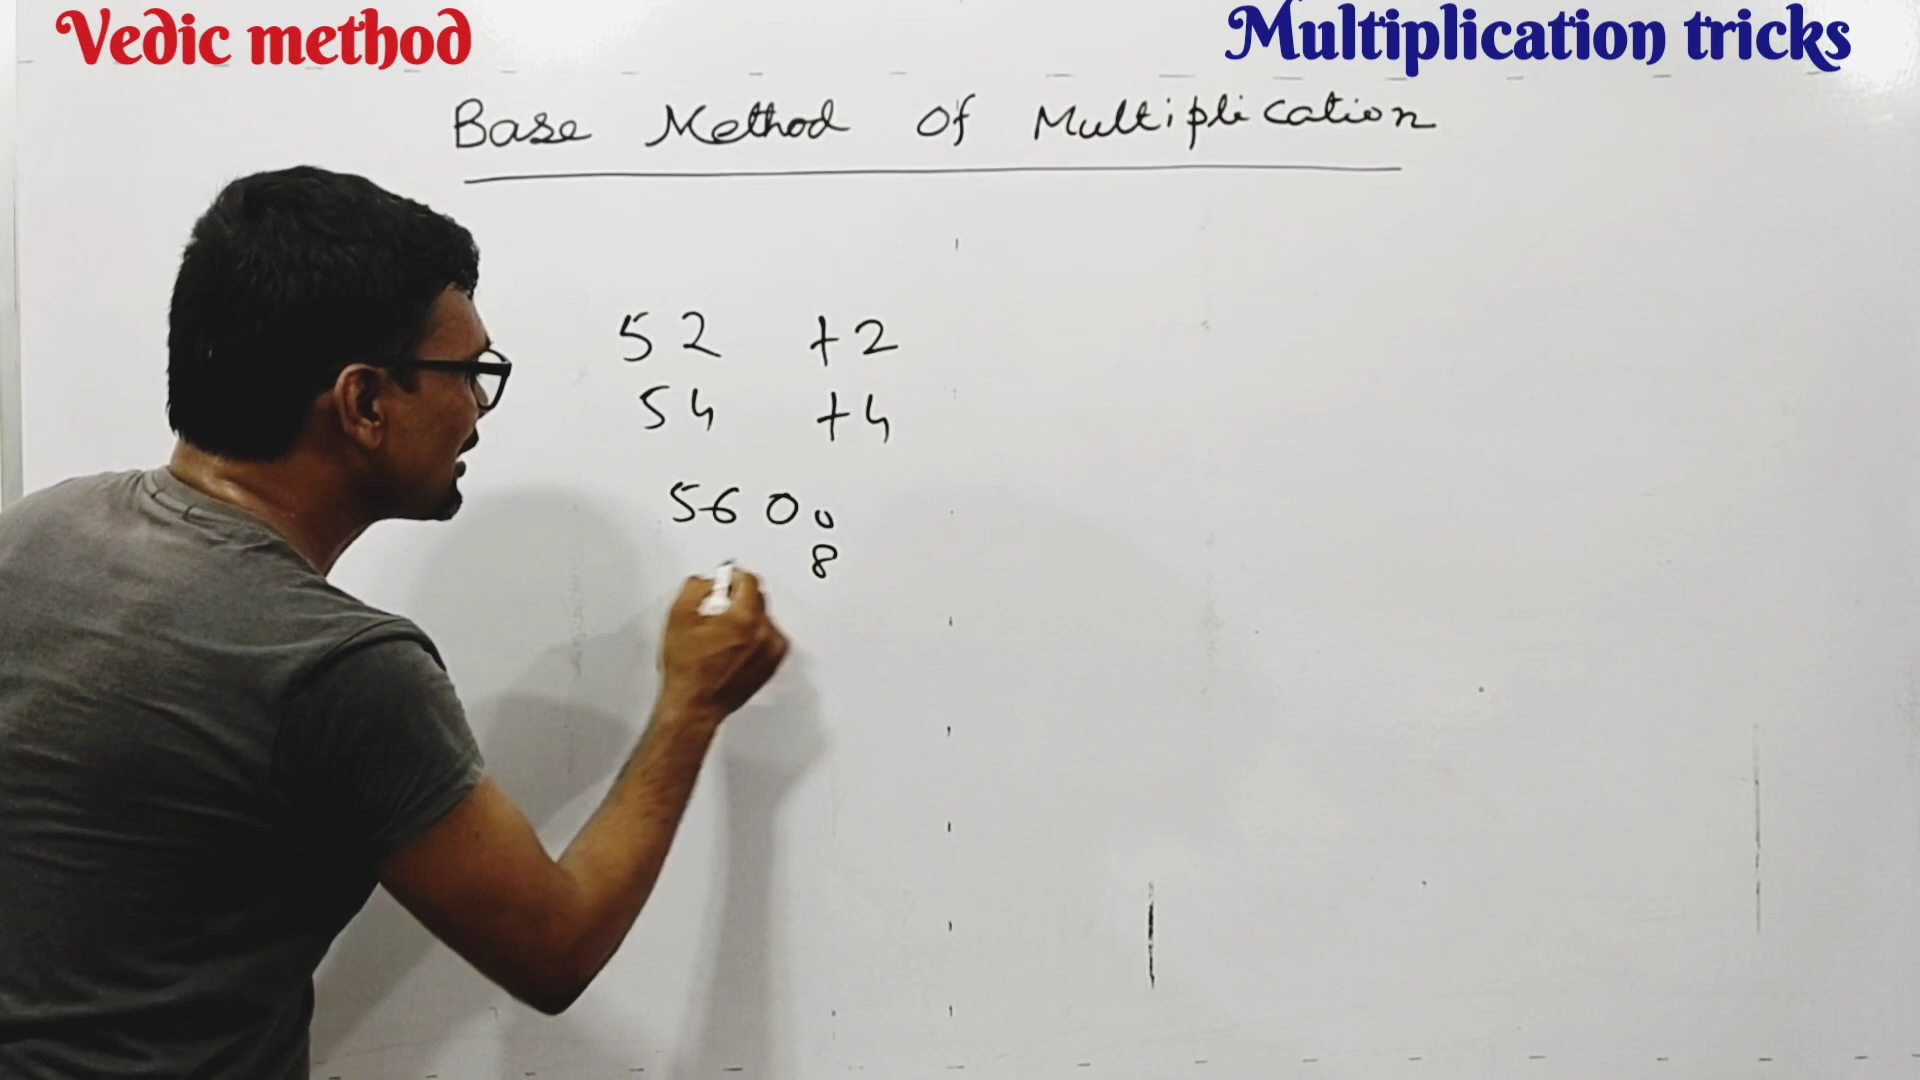 Vedic method
Multiplication tricks
Base Method Of Multiplication
52 +2
54 +4
5600
8